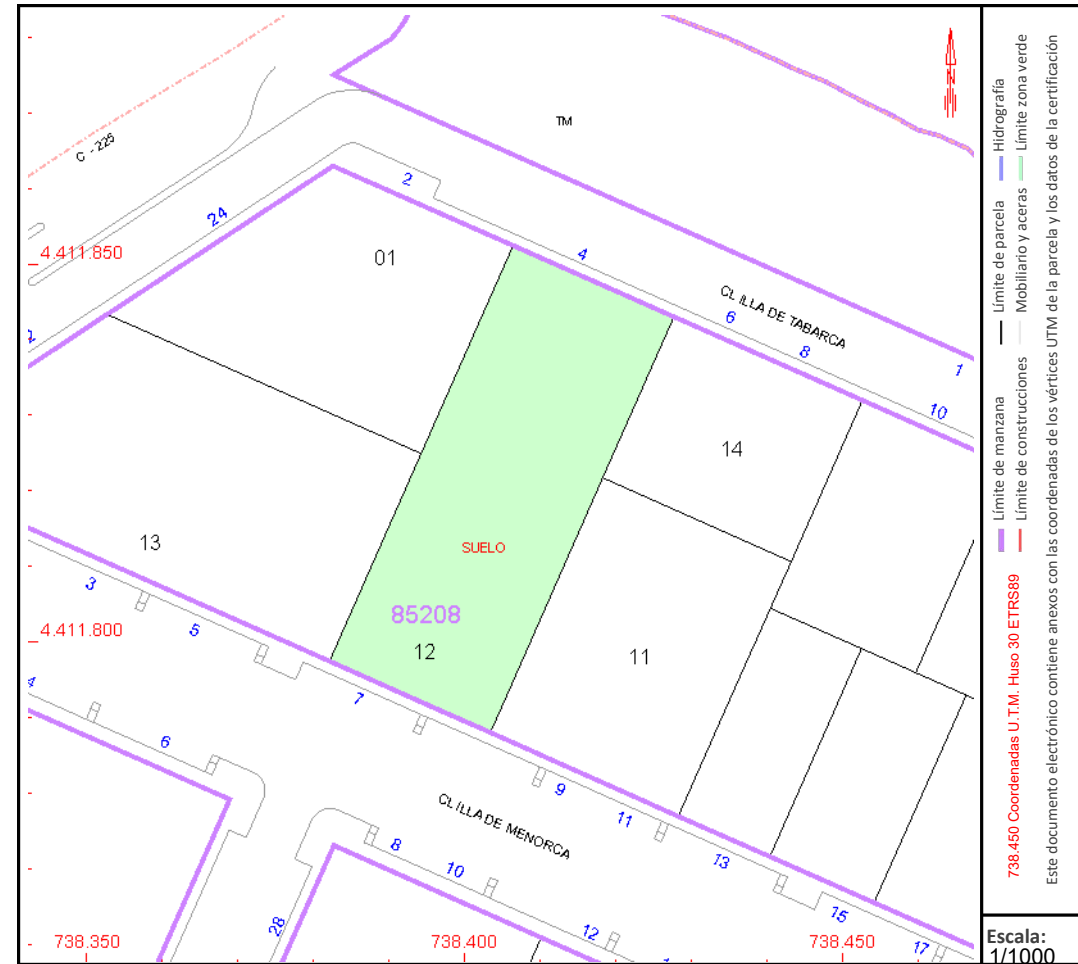 TM
C - 225
2
24
4
01
4.411.850
CL ILLA DE TABARCA
6
8
1
10
14
13
SUELO
85208
12
11
3
5
4.411.800
7
4
6
9
11
CL ILLA DE MENORCA
13
8
10
15
28
12
17
738.350
738.400
738.450
Límite de manzana
Límite de parcela
Hidrografía
Límite de construcciones
Mobiliario y aceras
Límite zona verde
738.450 Coordenadas U.T.M. Huso 30 ETRS89
Este documento electrónico contiene anexos con las coordenadas de los vértices UTM de la parcela y los datos de la certificación
N
Escala:
1/1000